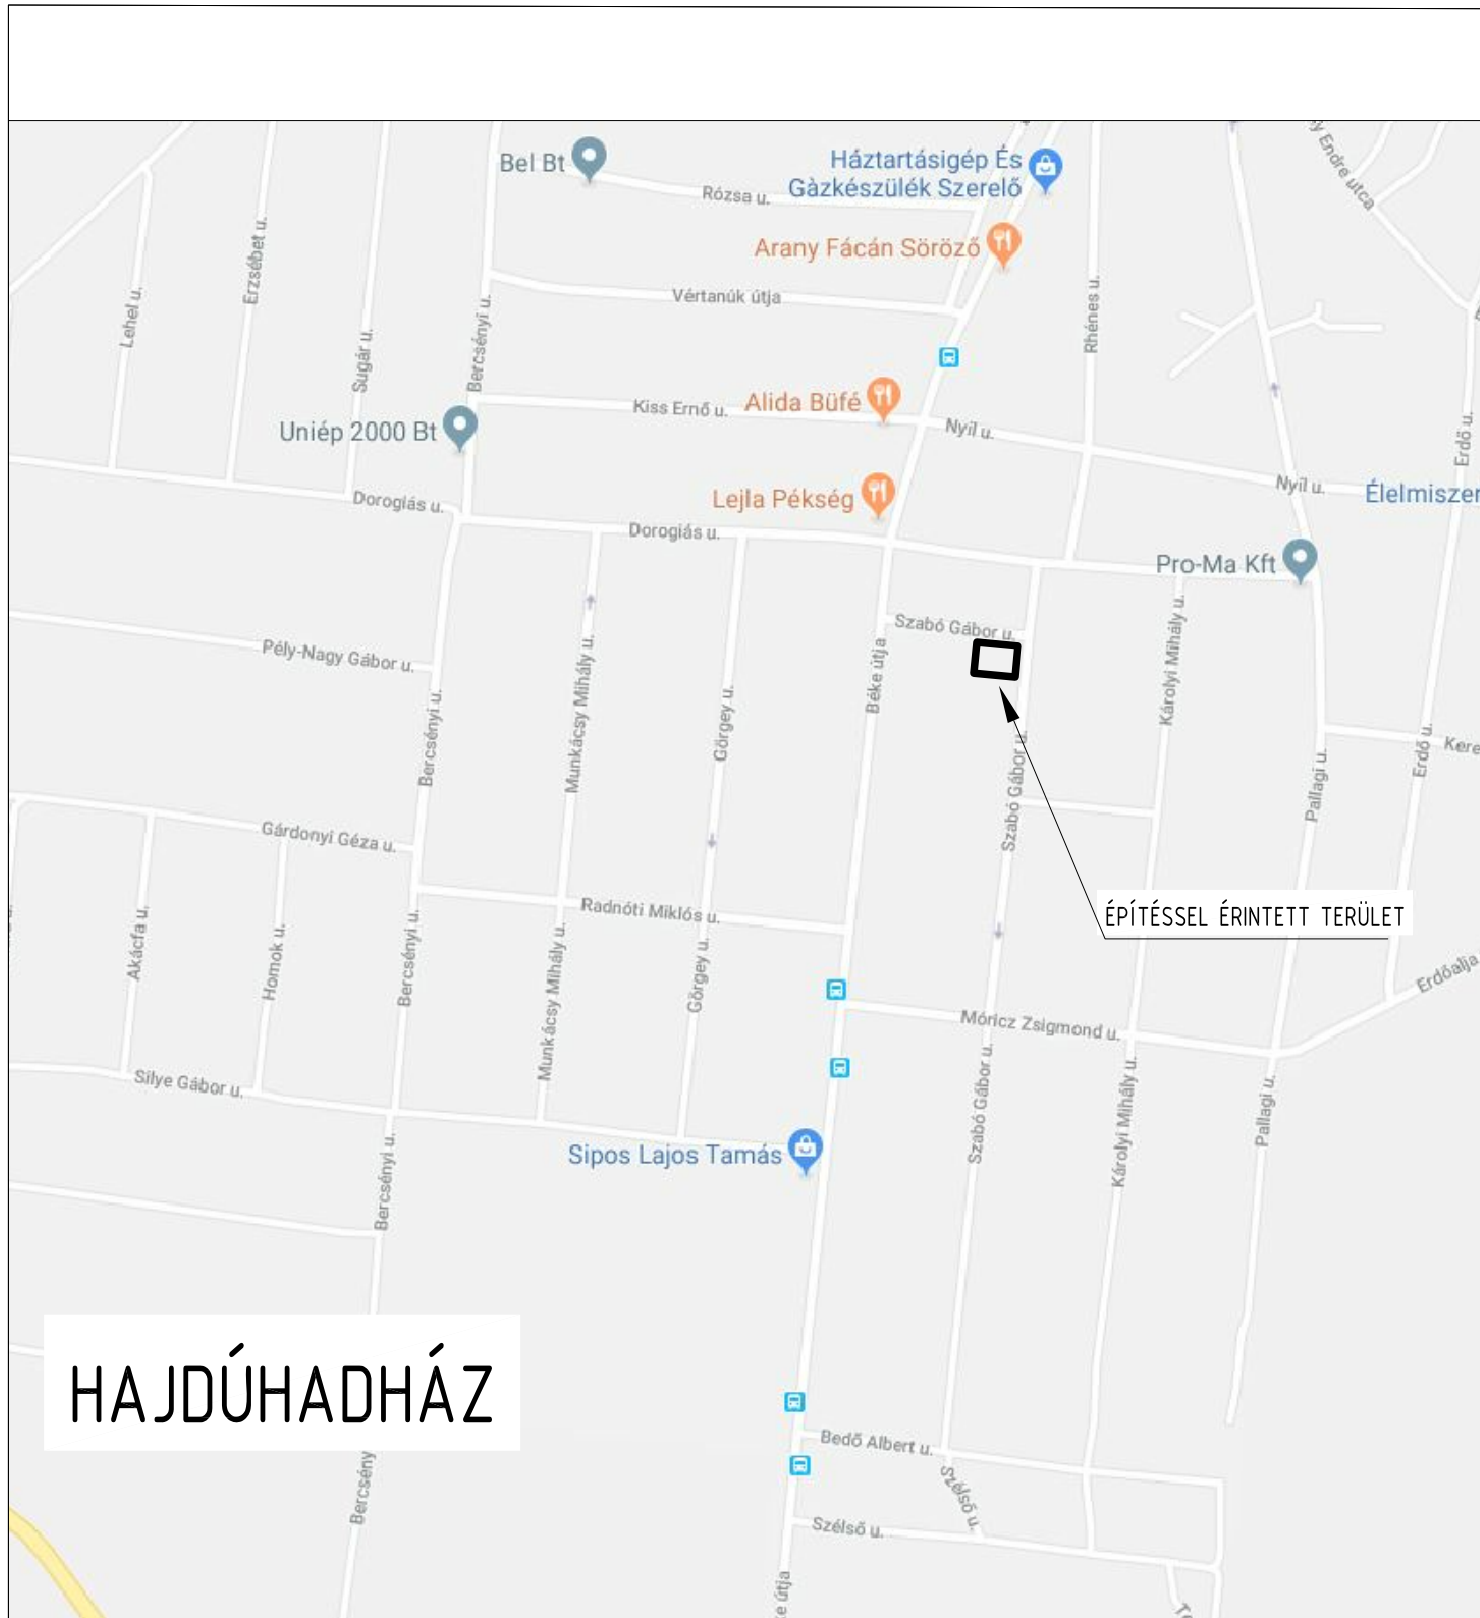 Bel Bt
Háztartásigép És
Gàzkészülék Szerelő
Rózsa u.
Arany Fácán Söröző
Vértanúk útja
Lehel u.
Erzsébet u.
Sugár u.
Bercsényi u.
Rhénes u.
Kiss Ernő u.
Alida Büfé
Nyíl u.
Uniép 2000 Bt
Erdő u.
Nyíl u.
Élelmiszer
Lejla Pékség
Dorogiás u.
Dorogiás u.
Pro-Ma Kft
Szabó Gábor u.
Pély-Nagy Gábor u.
Munkácsy Mihály u.
Görgey u.
Béke útja
Károlyi Mihály u.
Bercsényi u.
Szabó Gábor u.
Pallagi u.
Erdő u.
Kere
Gárdonyi Géza u.
Radnóti Miklós u.
ÉPÍTÉSSEL ÉRINTETT TERÜLET
Akácfa u.
Homok u.
Bercsényi u.
Munkácsy Mihály u.
Görgey u.
Erdőalja
Móricz Zsigmond u.
Silye Gábor u.
Szabó Gábor u.
Károlyi Mihály u.
Pallagi u.
Sipos Lajos Tamás
Bercsényi u.
HAJDÚHADHÁZ
Bedő Albert u.
Bercsény
Szélső u.
Szélső u.
e útja
y Endre utca